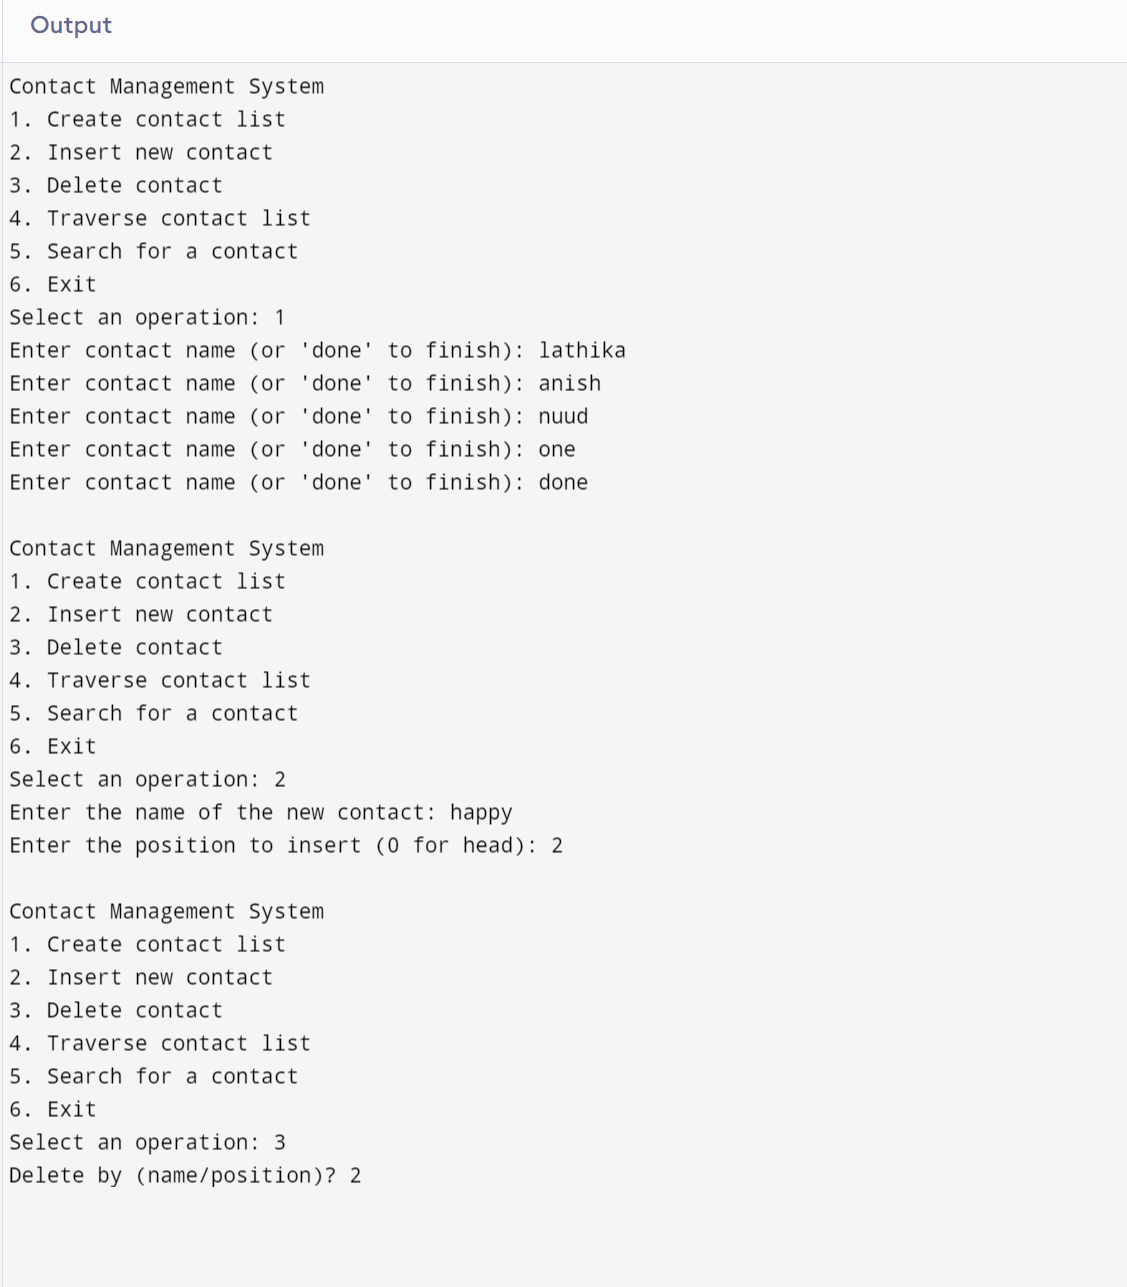 Output
Contact Management System
1. Create contact list
2. Insert new contact
3. Delete contact
4. Traverse contact list
5. Search for a contact
6. Exit
Select an operation: 1
Enter contact name (or 'done' to finish): lathika
Enter contact name (or 'done' to finish): anish
Enter contact name (or 'done' to finish): nuud
Enter contact name (or 'done' to finish): one
Enter contact name (or 'done' to finish): done
Contact Management System
1. Create contact list
2. Insert new contact
3. Delete contact
4. Traverse contact list
5. Search for a contact
6. Exit
Select an operation: 2
Enter the name of the new contact: happy
Enter the position to insert (0 for head): 2
Contact Management System
1. Create contact list
2. Insert new contact
3. Delete contact
4. Traverse contact list
5. Search for a contact
6. Exit
Select an operation: 3
Delete by (name/position)? 2